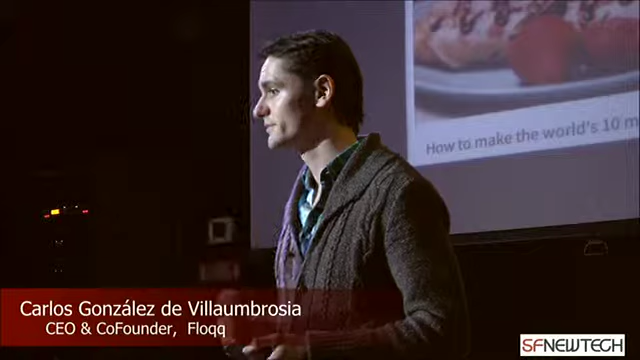 How to make the world's 10 m
Carlos González de Villaumbrosia
CEO & CoFounder, Floqq
SFNEWTECH